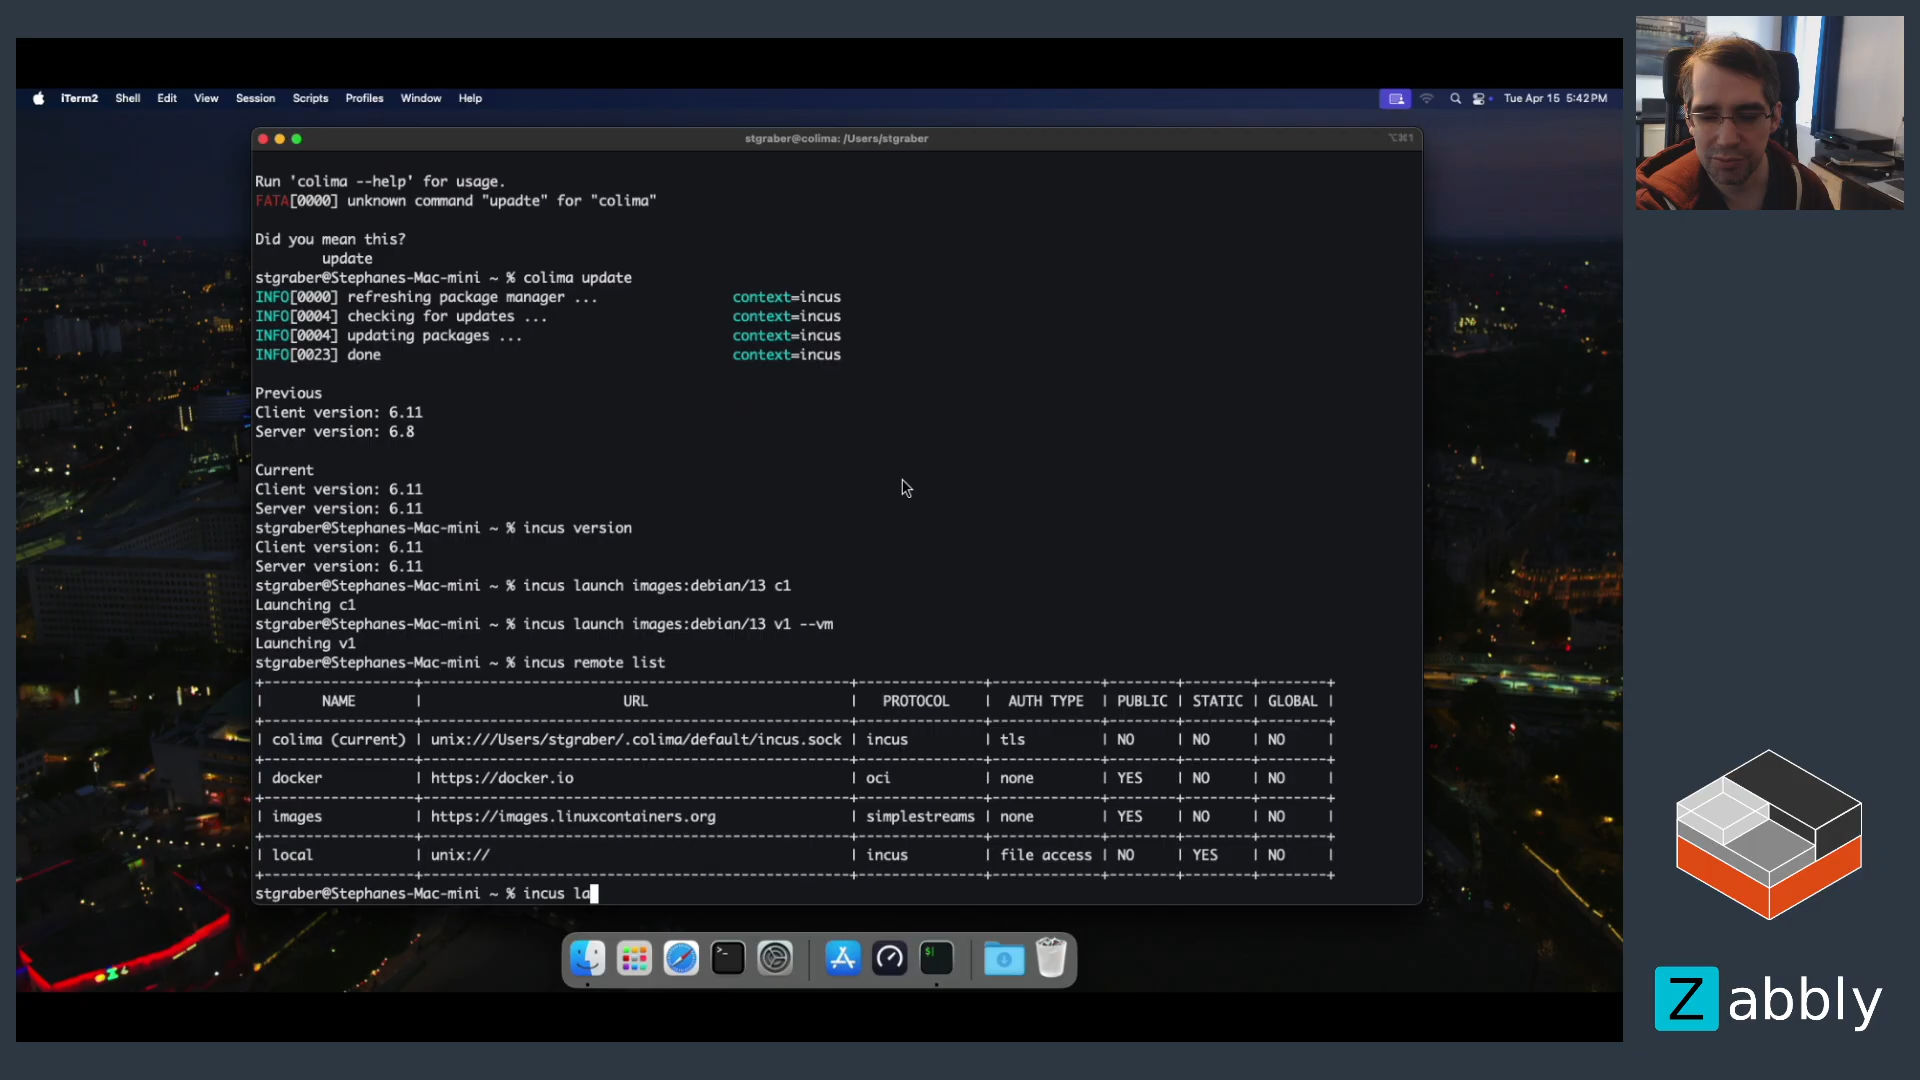 iTerm2 Shell Edit View Session Scripts Profiles Window Help Tue Apr 15 5:42 PM
stgraber@colima: /Users/stgraber ⌥⌘1
Run 'colima --help' for usage.
FATA[0000] unknown command "upadte" for "colima"
Did you mean this?
update
stgraber@Stephanes-Mac-mini ~ % colima update
INFO[0000] refreshing package manager ... context=incus
INFO[0004] checking for updates ... context=incus
INFO[0004] updating packages ... context=incus
INFO[0023] done context=incus
Previous
Client version: 6.11
Server version: 6.8
Current
Client version: 6.11
Server version: 6.11
stgraber@Stephanes-Mac-mini ~ % incus version
Client version: 6.11
Server version: 6.11
stgraber@Stephanes-Mac-mini ~ % incus launch images:debian/13 c1
Launching c1
stgraber@Stephanes-Mac-mini ~ % incus launch images:debian/13 v1 --vm
Launching v1
stgraber@Stephanes-Mac-mini ~ % incus remote list
| NAME | URL | PROTOCOL | AUTH TYPE | PUBLIC | STATIC | GLOBAL |
| colima (current) | unix:///Users/stgraber/.colima/default/incus.sock | incus | tls | NO | NO | NO |
| docker | https://docker.io | oci | none | YES | NO | NO |
| images | https://images.linuxcontainers.org | simplestreams | none | YES | NO | NO |
| local | unix:// | incus | file access | NO | YES | NO |
stgraber@Stephanes-Mac-mini ~ % incus la
Zabbly